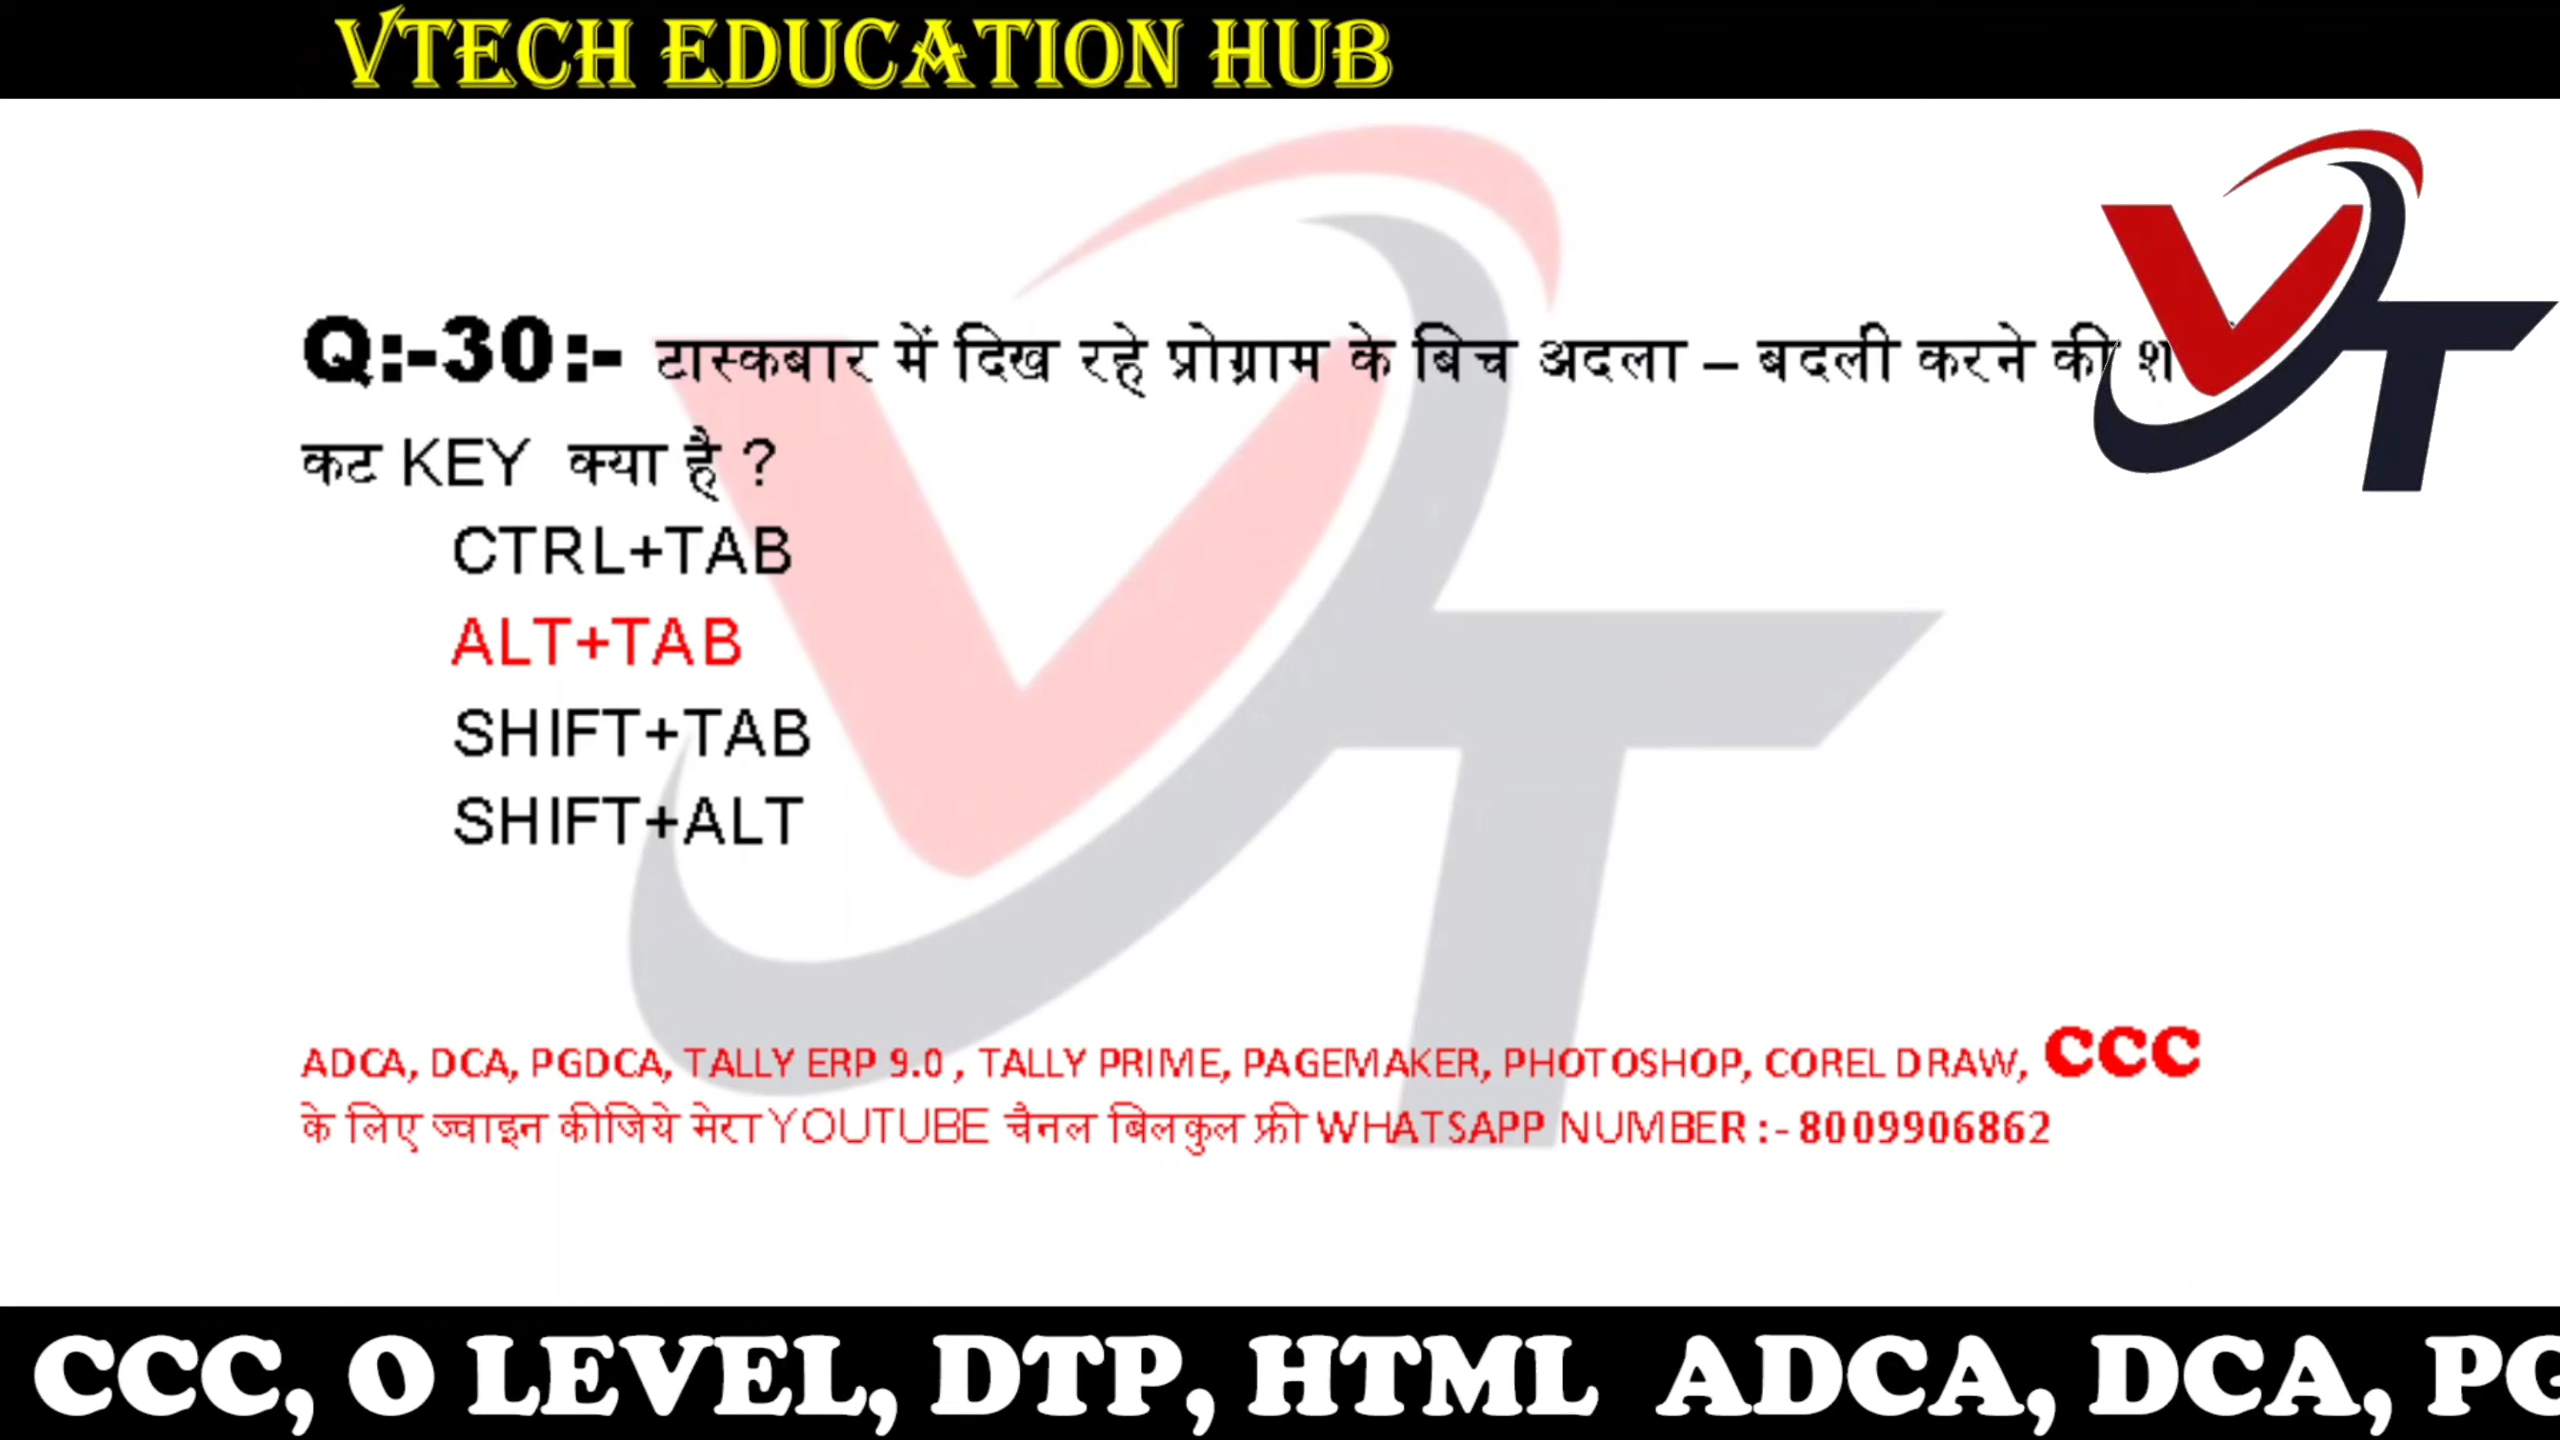 VTECH EDUCATION HUB
VT
Q:-30:- टास्कबार में दिख रहे प्रोग्राम के बिच अदला – बदली करने की
कट KEY क्या है ?
CTRL+TAB
ALT+TAB
SHIFT+TAB
SHIFT+ALT
ADCA, DCA, PGDCA, TALLY ERP 9.0 , TALLY PRIME, PAGEMAKER, PHOTOSHOP, COREL DRAW, CCC
के लिए ज्वाइन कीजिये मेरा YOUTUBE चैनल बिलकुल फ्री WHATSAPP NUMBER :- 8009906862
CCC, O LEVEL, DTP, HTML ADCA, DCA, PG